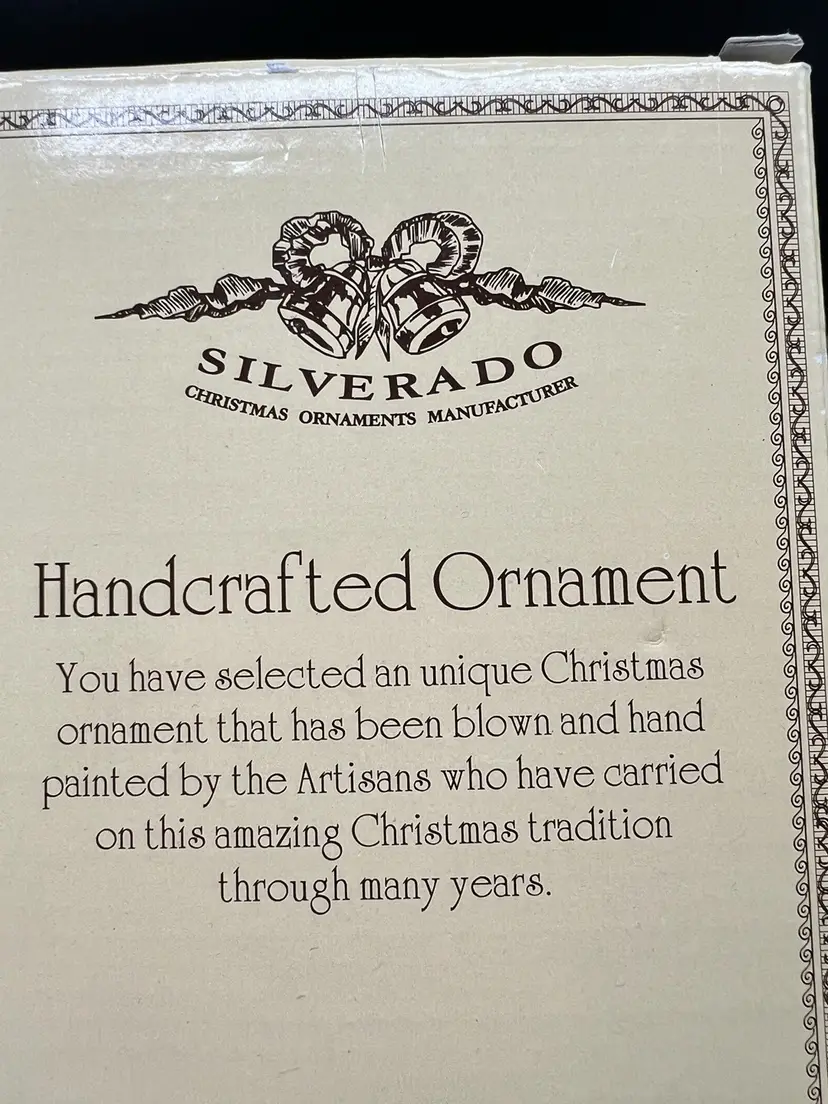 SILVERADO
CHRISTMAS ORNAMENTS MANUFACTURER
Handcrafted Ornament
You have selected an unique Christmas
ornament that has been blown and hand
painted by the Artisans who have carried
on this amazing Christmas tradition
through many years.